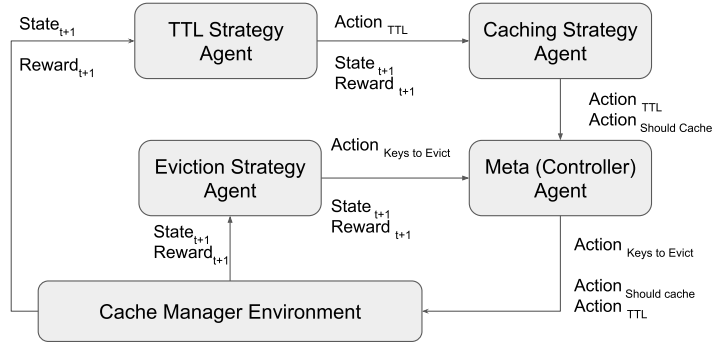 State t+1
Reward t+1
TTL Strategy
Agent
Action TTL
State t+1
Reward t+1
Caching Strategy
Agent
Action TTL
Action Should Cache
Eviction Strategy
Agent
Action Keys to Evict
State t+1
Reward t+1
Meta (Controller)
Agent
State t+1
Reward t+1
Action Keys to Evict
Action Should cache
Action TTL
Cache Manager Environment